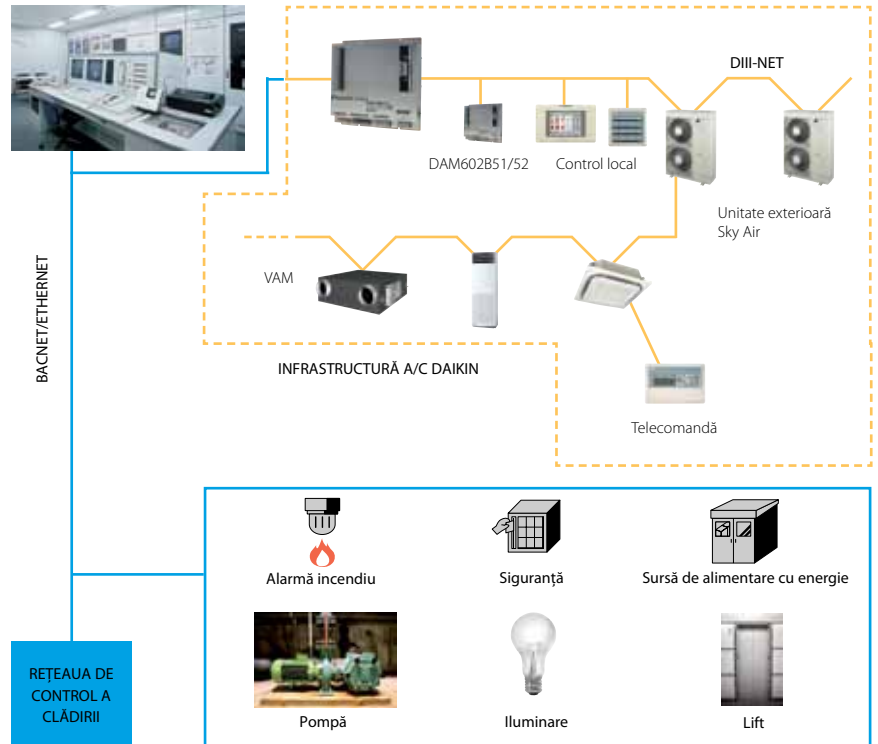 DIII-NET
DAM602B51/52
Control local
Unitate exterioară
Sky Air
VAM
BACNET/ETHERNET
INFRASTRUCTURĂ A/C DAIKIN
Telecomandă
Alarmă incendiu
Siguranță
Sursă de alimentare cu energie
REȚEAUA DE
CONTROL A
CLĂDIRII
Pompă
Iluminare
Lift